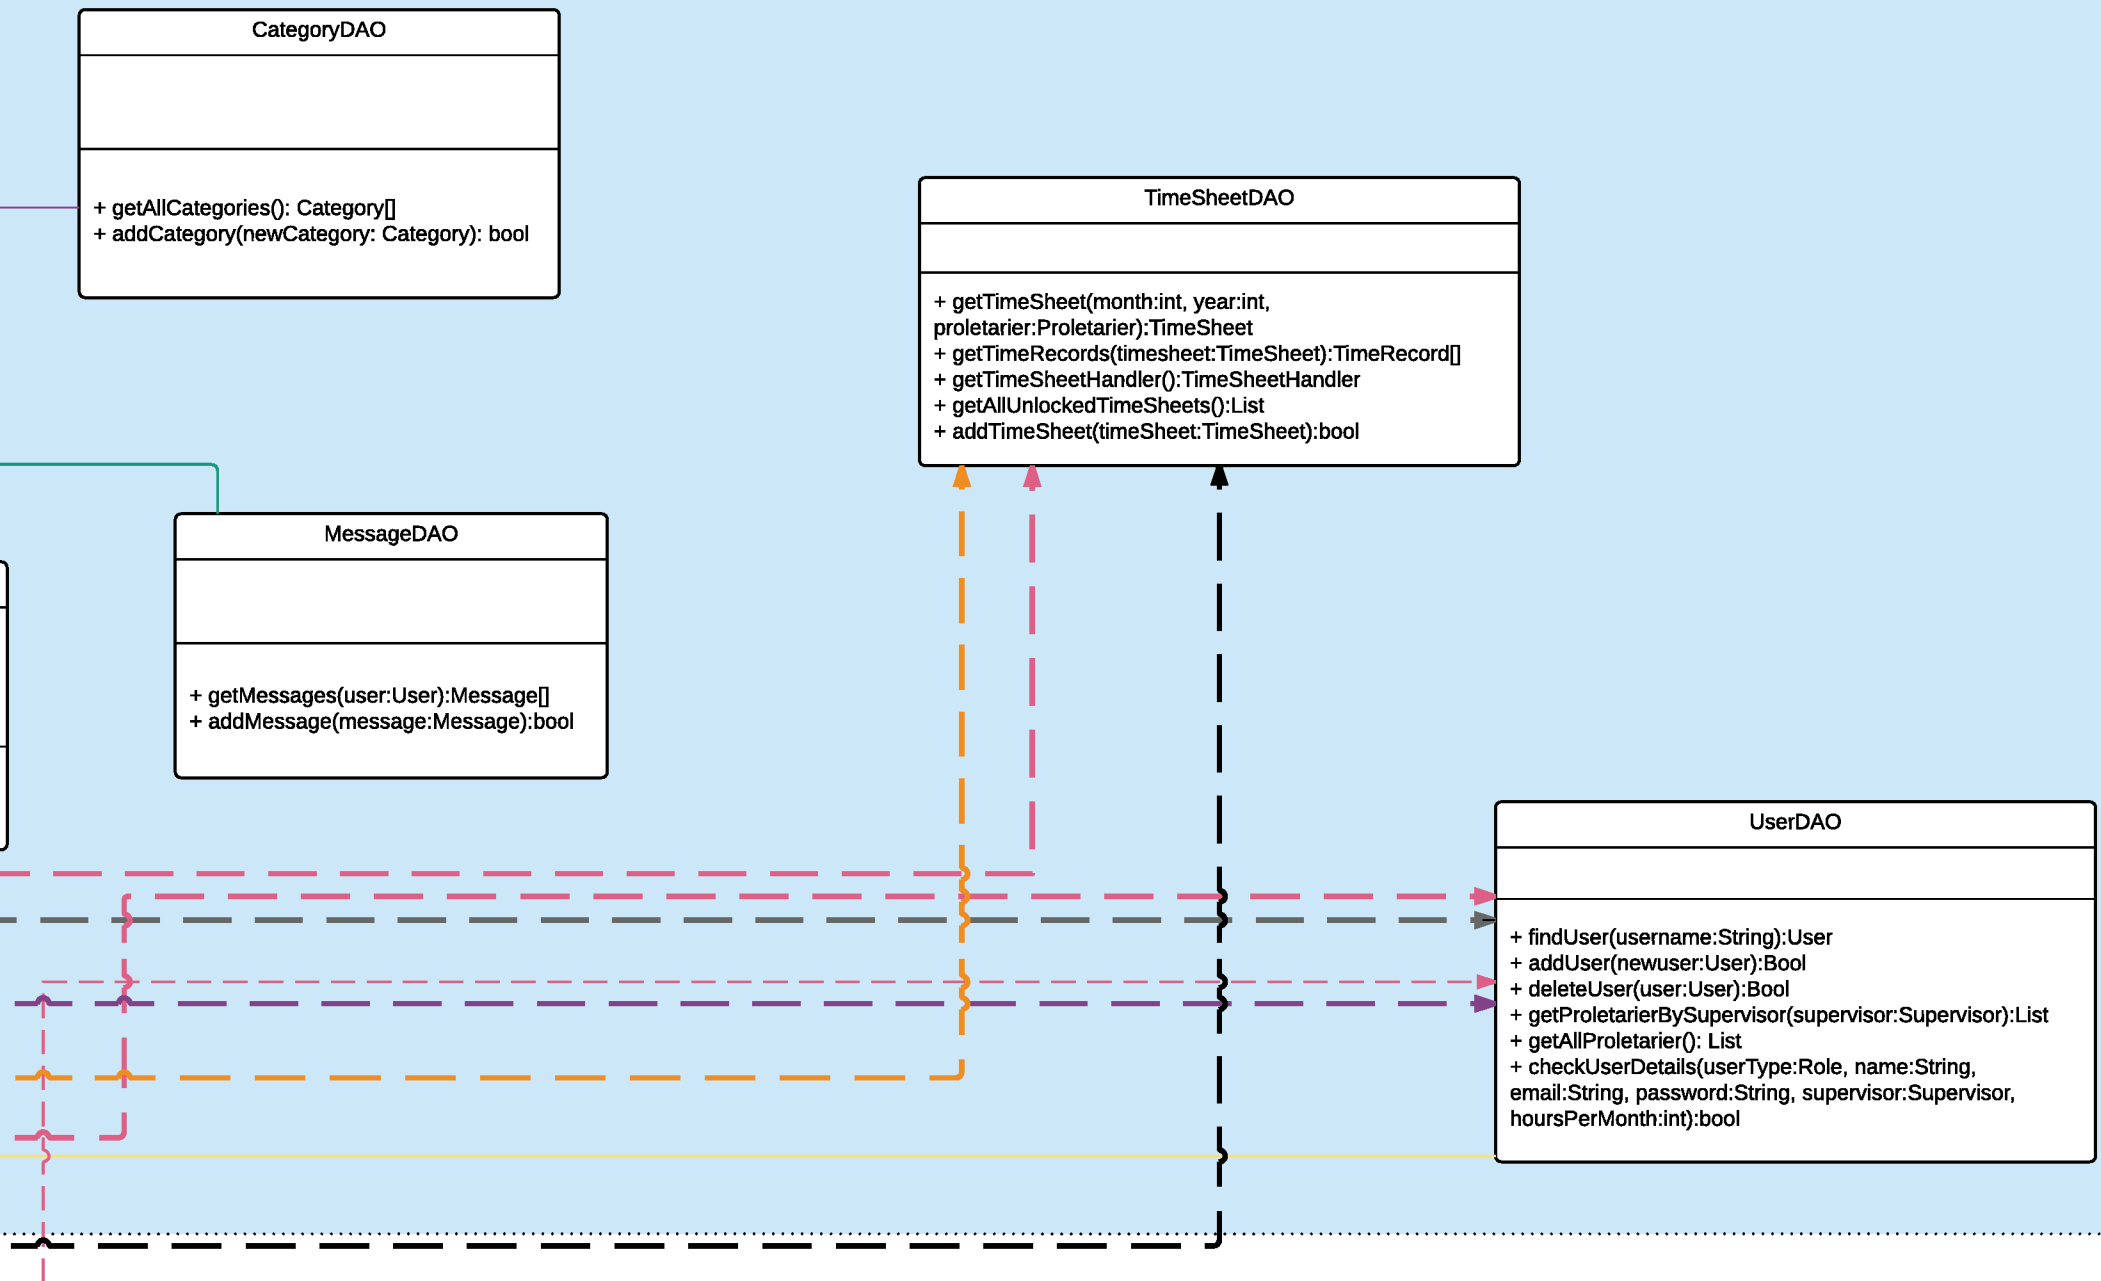 CategoryDAO
+ getAllCategories(): Category[]
+ addCategory(newCategory: Category): bool
TimeSheetDAO
+ getTimeSheet(month:int, year:int,
proletarier:Proletarier):TimeSheet
+ getTimeRecords(timesheet:TimeSheet):TimeRecord[]
+ getTimeSheetHandler():TimeSheetHandler
+ getAllUnlockedTimeSheets():List
+ addTimeSheet(timeSheet:TimeSheet):bool
MessageDAO
+ getMessages(user:User):Message[]
+ addMessage(message:Message):bool
UserDAO
+ findUser(username:String):User
+ addUser(newuser:User):Bool
+ deleteUser(user:User):Bool
+ getProletarierBySupervisor(supervisor:Supervisor):List
+ getAllProletarier(): List
+ checkUserDetails(userType:Role, name:String,
email:String, password:String, supervisor:Supervisor,
hoursPerMonth:int):bool